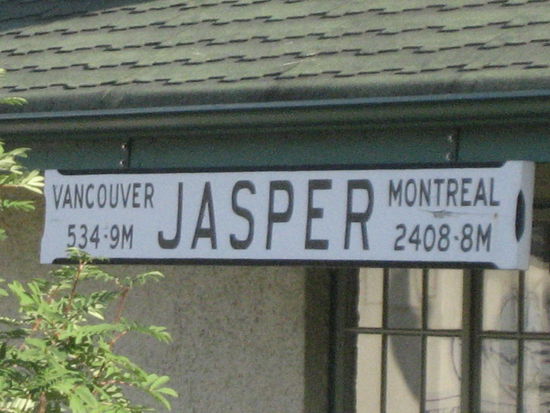 VANCOUVER
534-9M
JASPER
MONTREAL
2408-8M